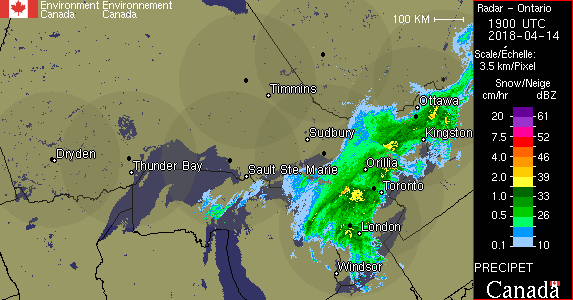 Environment Environnement
Canada Canada
100 KM
Timmins
Ottawa
Kingston
Sudbury
Dryden
Thunder Bay
Sault Ste. Marie
Orillia
Toronto
London
Windsor
Radar - Ontario
1900 UTC
2018-04-14
Scale/Échelle:
3.5 km/Pixel
Snow/Neige
cm/hr dBZ
20 61
7.5 52
4.0 46
2.0 39
1.0 33
0.5 26
0.1 10
PRECIPET
Canada